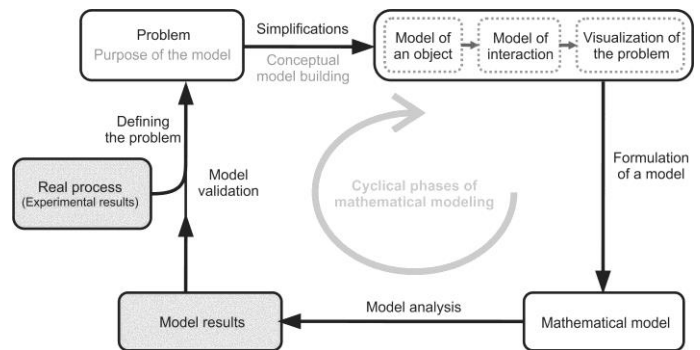 Problem
Purpose of the model
Simplifications
Conceptual
model building
Model of
an object
Model of
interaction
Visualization of
the problem
Defining
the problem
Real process
(Experimental results)
Model
validation
Cyclical phases of
mathematical modeling
Formulation
of a model
Model results
Model analysis
Mathematical model